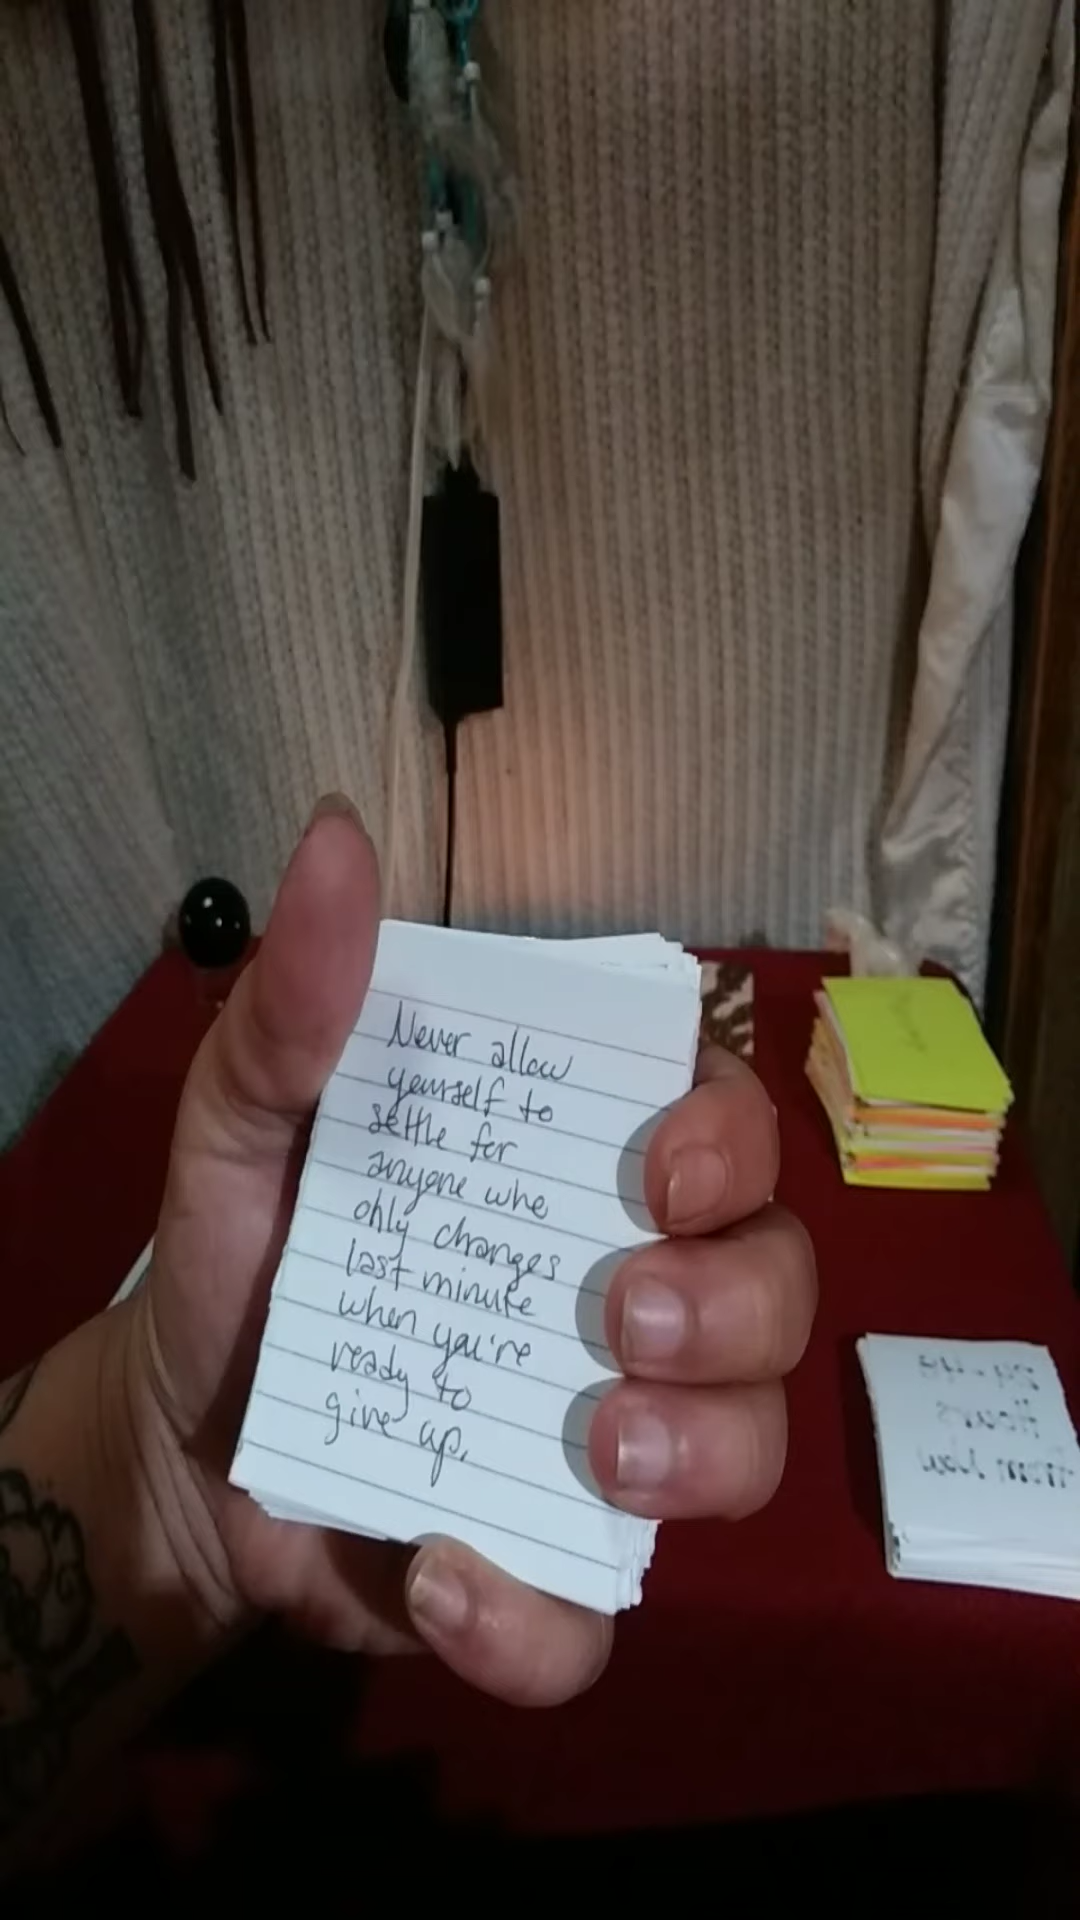 Never allow
yourself to
settle for
anyone who
only changes
last minute
when you're
ready to
give up.
Hours